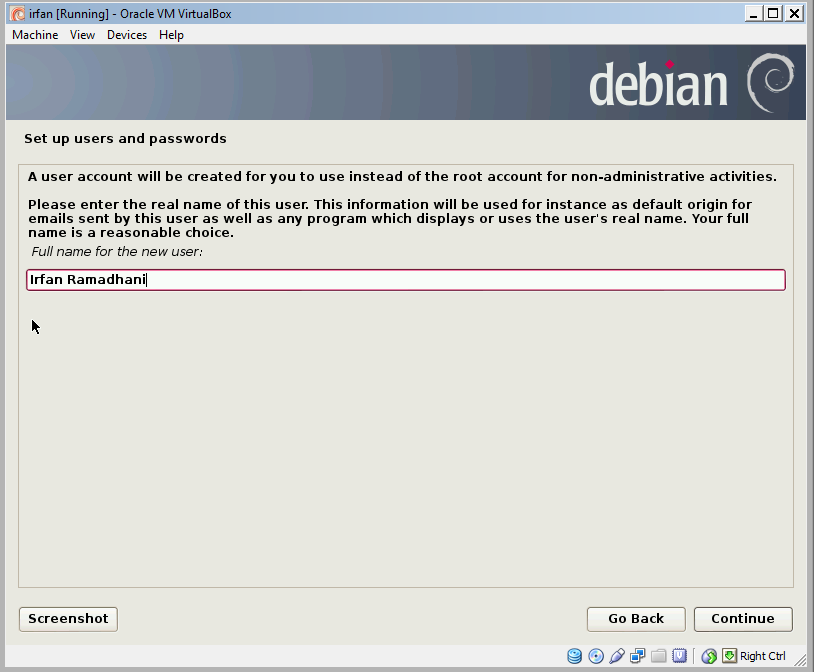 irfan [Running] - Oracle VM VirtualBox
Machine View Devices Help
debian
Set up users and passwords
A user account will be created for you to use instead of the root account for non-administrative activities.
Please enter the real name of this user. This information will be used for instance as default origin for
emails sent by this user as well as any program which displays or uses the user's real name. Your full
name is a reasonable choice.
Full name for the new user:
Irfan Ramadhani
Screenshot Go Back Continue
Right Ctrl